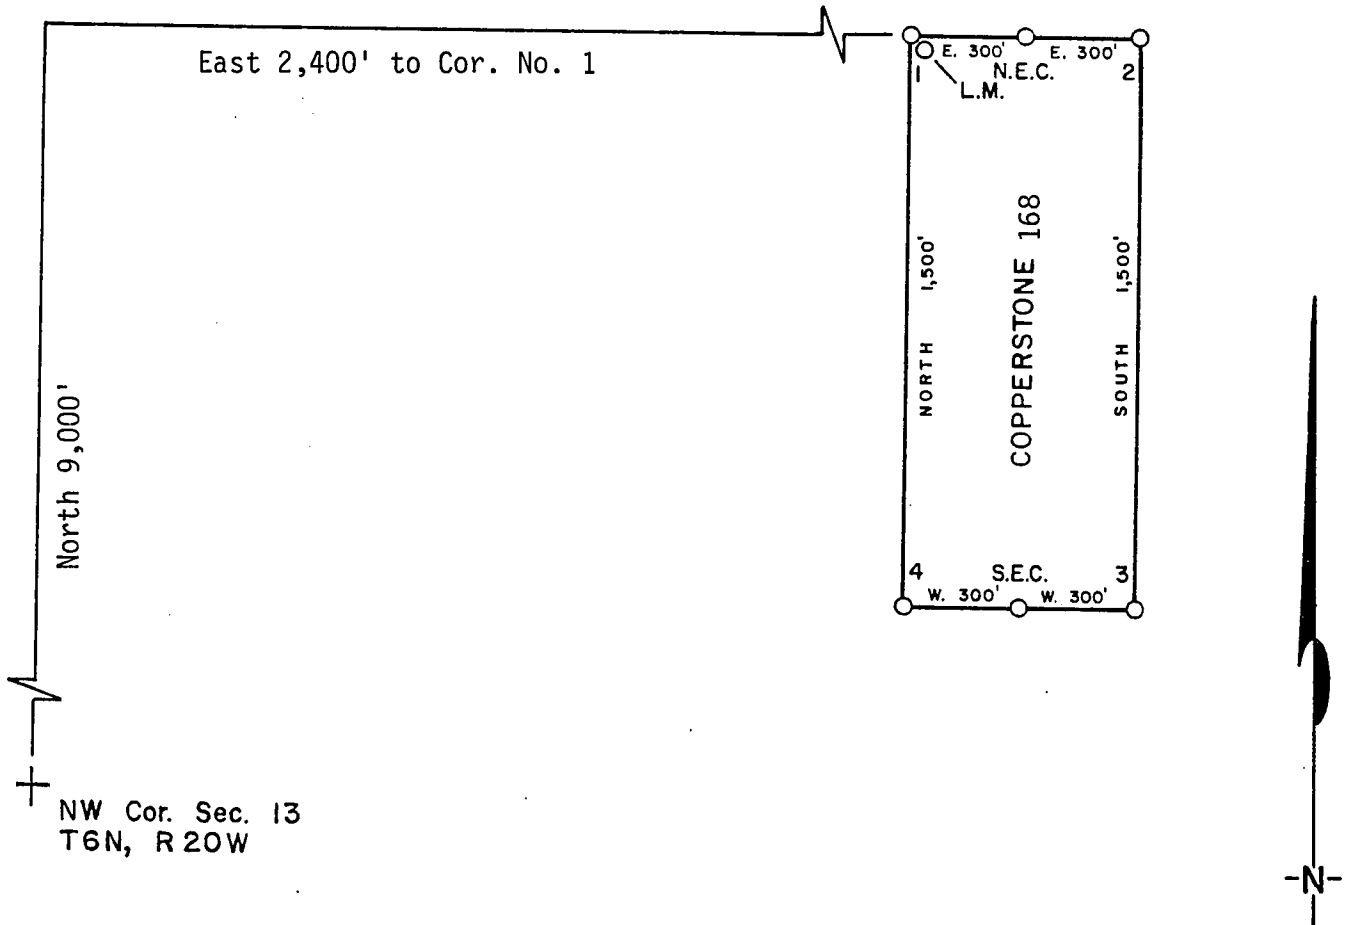 East 2,400' to Cor. No. 1
E. 300' E. 300'
1 N.E.C. 2
L.M.
North 9,000'
NORTH 1,500'
COPPERSTONE 168
SOUTH 1,500'
4 S.E.C. 3
W. 300' W. 300'
NW Cor. Sec. 13
T6N, R20W
-N-